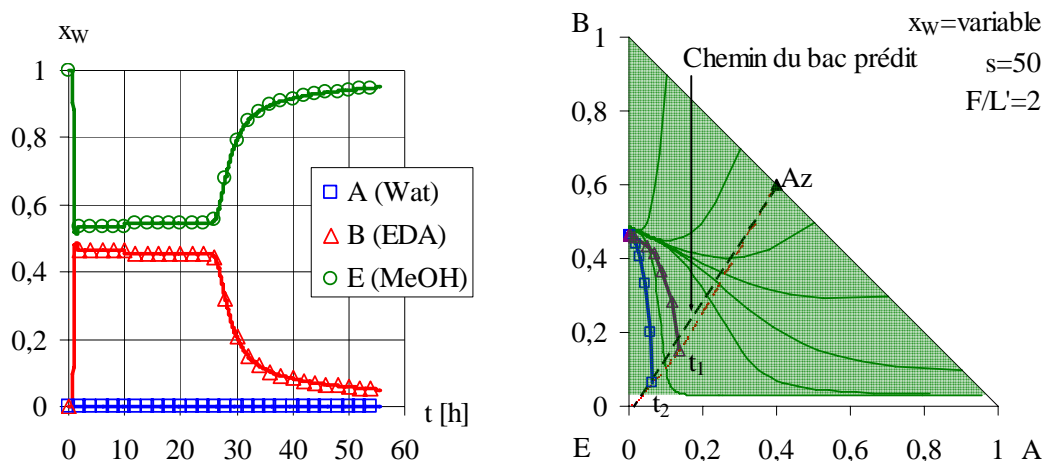 xW
1
0,8
0,6
0,4
0,2
0
0 10 20 30 40 50 60
t [h]
A (Wat)
B (EDA)
E (MeOH)
B
1
0,8
0,6
0,4
0,2
0
E 0 0,2 0,4 0,6 0,8 1 A
xW=variable
s=50
F/L'=2
Chemin du bac prédit
Az
t1
t2